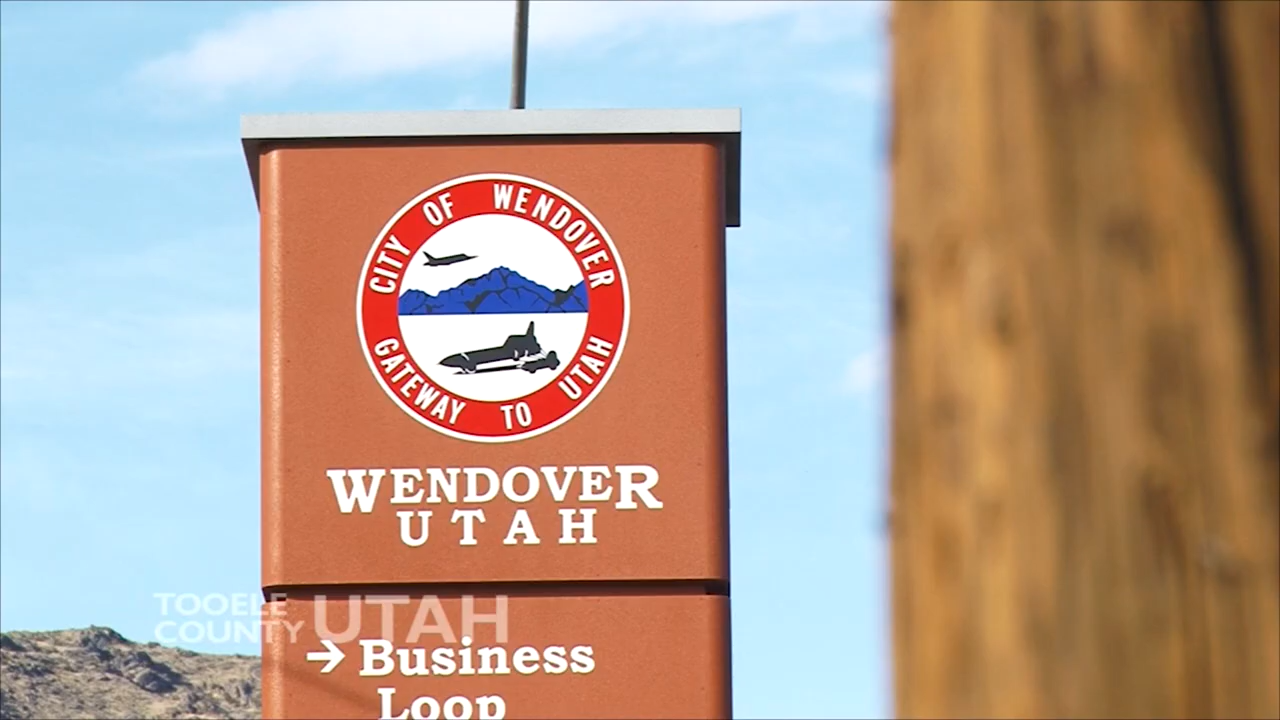 CITY OF WENDOVER
GATEWAY TO UTAH
WENDOVER
UTAH
TOOELE
COUNTY UTAH
→ Business
Loop